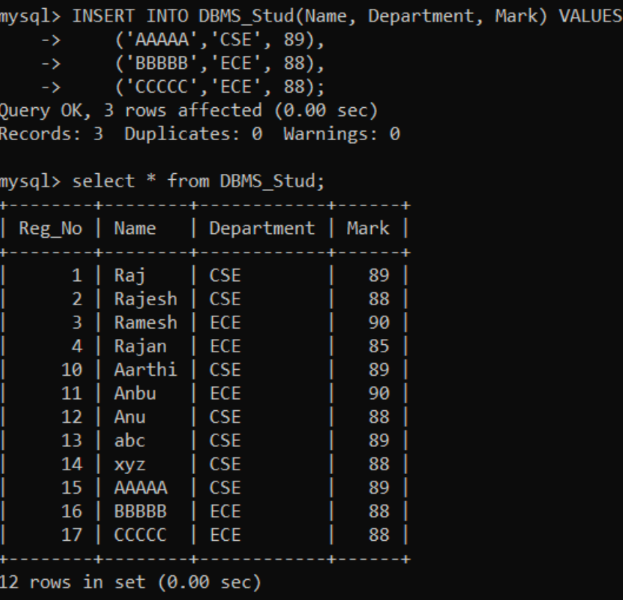 mysql> INSERT INTO DBMS_Stud(Name, Department, Mark) VALUES
    ->     ('AAAAA','CSE', 89),
    ->     ('BBBBB','ECE', 88),
    ->     ('CCCCC','ECE', 88);
Query OK, 3 rows affected (0.00 sec)
Records: 3  Duplicates: 0  Warnings: 0

mysql> select * from DBMS_Stud;
+--------+--------+------------+------+
| Reg_No | Name   | Department | Mark |
+--------+--------+------------+------+
|      1 | Raj    | CSE        |   89 |
|      2 | Rajesh | CSE        |   88 |
|      3 | Ramesh | ECE        |   90 |
|      4 | Rajan  | ECE        |   85 |
|     10 | Aarthi | CSE        |   89 |
|     11 | Anbu   | ECE        |   90 |
|     12 | Anu    | CSE        |   88 |
|     13 | abc    | CSE        |   89 |
|     14 | xyz    | CSE        |   88 |
|     15 | AAAAA  | CSE        |   89 |
|     16 | BBBBB  | ECE        |   88 |
|     17 | CCCCC  | ECE        |   88 |
+--------+--------+------------+------+
12 rows in set (0.00 sec)